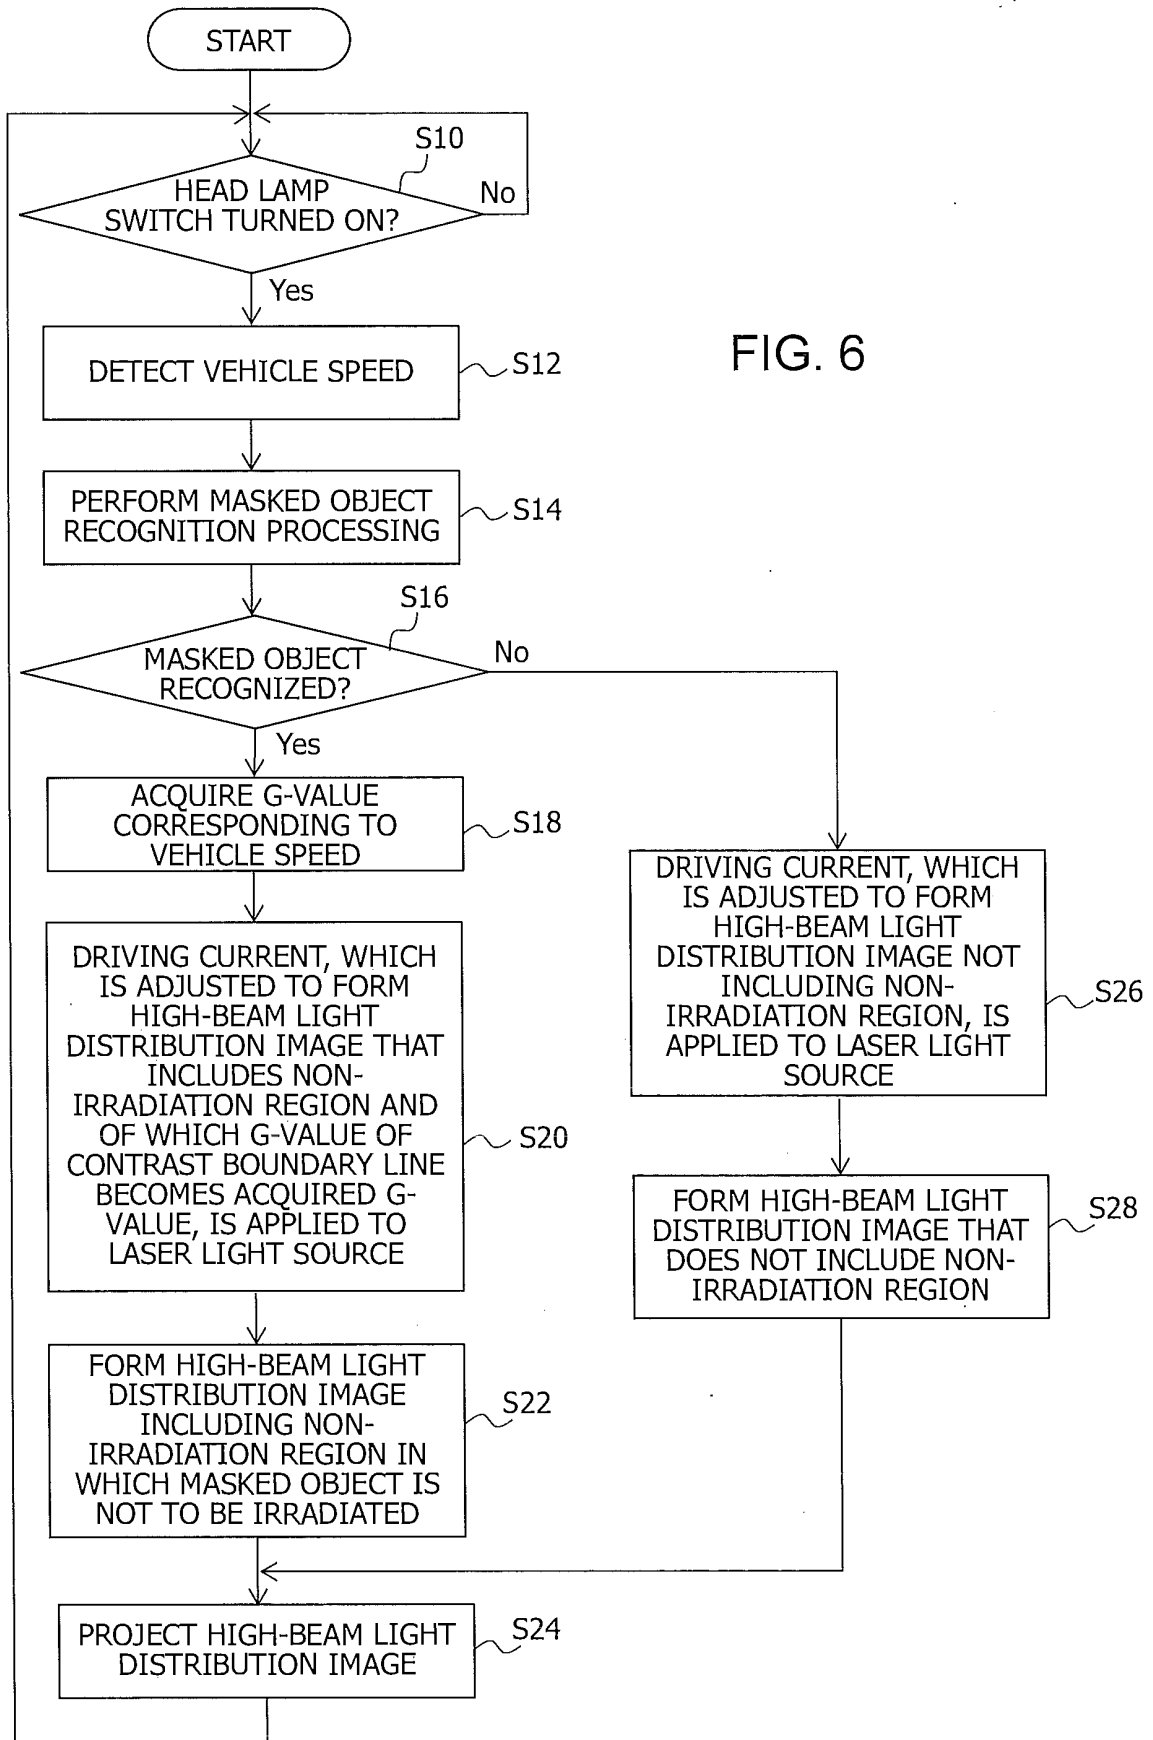 START
S10
HEAD LAMP
SWITCH TURNED ON?
No
Yes
FIG. 6
DETECT VEHICLE SPEED
S12
PERFORM MASKED OBJECT
RECOGNITION PROCESSING
S14
S16
MASKED OBJECT
RECOGNIZED?
No
Yes
ACQUIRE G-VALUE
CORRESPONDING TO
VEHICLE SPEED
S18
DRIVING CURRENT, WHICH
IS ADJUSTED TO FORM
HIGH-BEAM LIGHT
DISTRIBUTION IMAGE THAT
INCLUDES NON-
IRRADIATION REGION AND
OF WHICH G-VALUE OF
CONTRAST BOUNDARY LINE
BECOMES ACQUIRED G-
VALUE, IS APPLIED TO
LASER LIGHT SOURCE
S20
DRIVING CURRENT, WHICH
IS ADJUSTED TO FORM
HIGH-BEAM LIGHT
DISTRIBUTION IMAGE NOT
INCLUDING NON-
IRRADIATION REGION, IS
APPLIED TO LASER LIGHT
SOURCE
S26
FORM HIGH-BEAM LIGHT
DISTRIBUTION IMAGE THAT
DOES NOT INCLUDE NON-
IRRADIATION REGION
S28
FORM HIGH-BEAM LIGHT
DISTRIBUTION IMAGE
INCLUDING NON-
IRRADIATION REGION IN
WHICH MASKED OBJECT IS
NOT TO BE IRRADIATED
S22
PROJECT HIGH-BEAM LIGHT
DISTRIBUTION IMAGE
S24